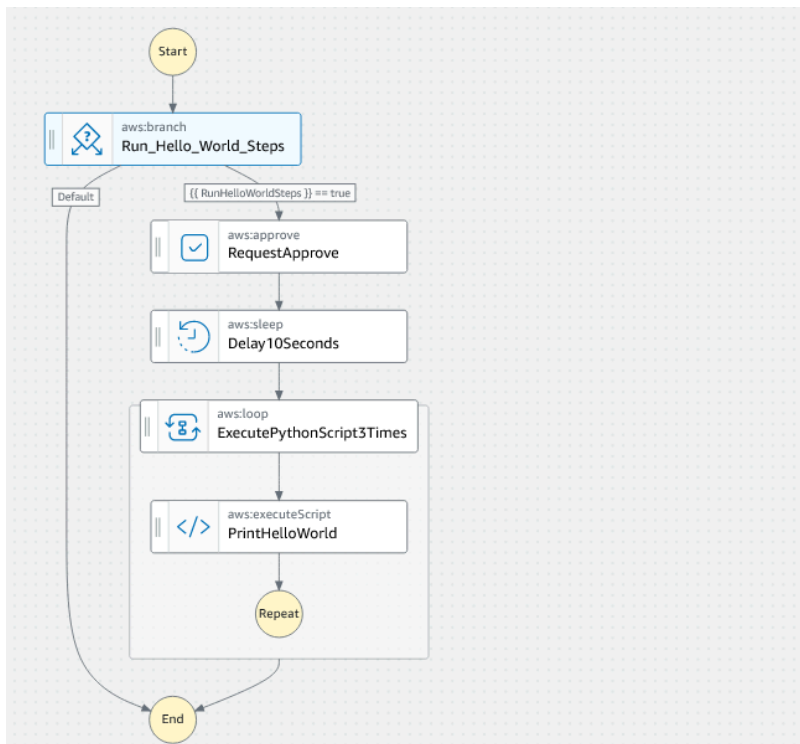 Start
aws:branch
Run_Hello_World_Steps
Default
{{ RunHelloWorldSteps }} == true
aws:approve
RequestApprove
aws:sleep
Delay10Seconds
aws:loop
ExecutePythonScript3Times
aws:executeScript
PrintHelloWorld
Repeat
End